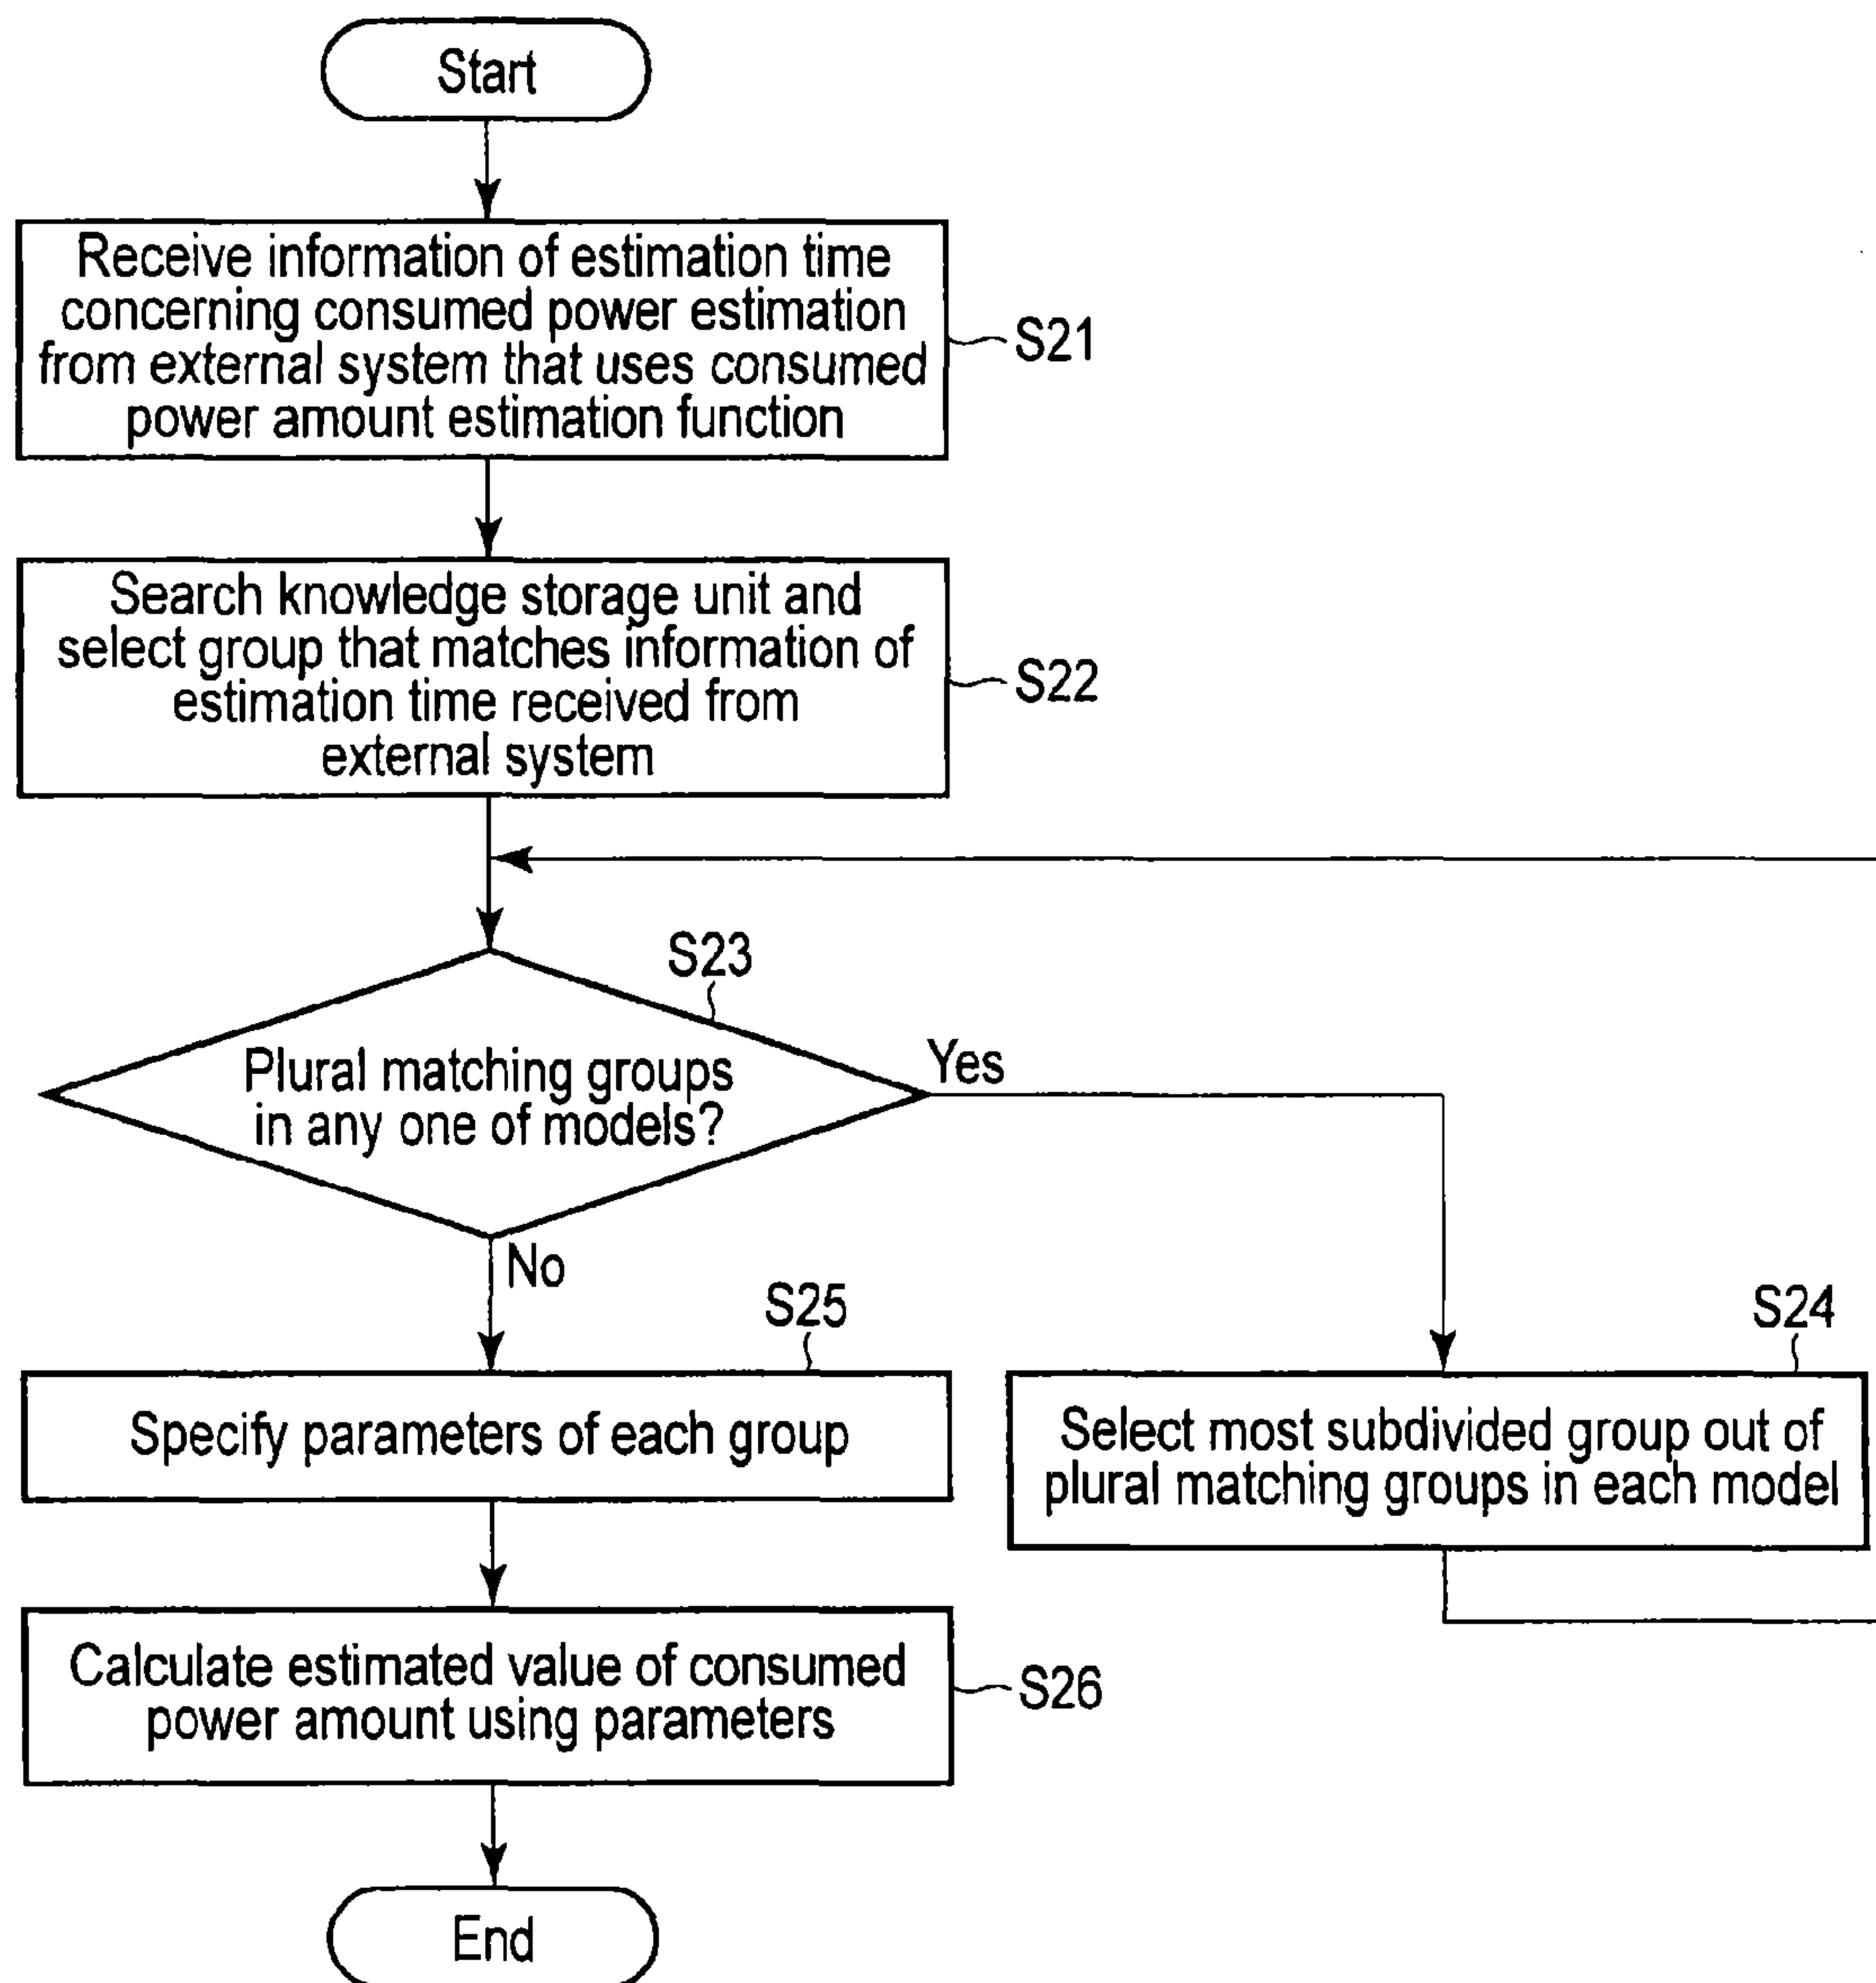 Start
Receive information of estimation time
concerning consumed power estimation
from external system that uses consumed
power amount estimation function
S21
Search knowledge storage unit and
select group that matches information of
estimation time received from
external system
S22
S23
Plural matching groups
in any one of models?
Yes
No
S25
Specify parameters of each group
S24
Select most subdivided group out of
plural matching groups in each model
Calculate estimated value of consumed
power amount using parameters
S26
End